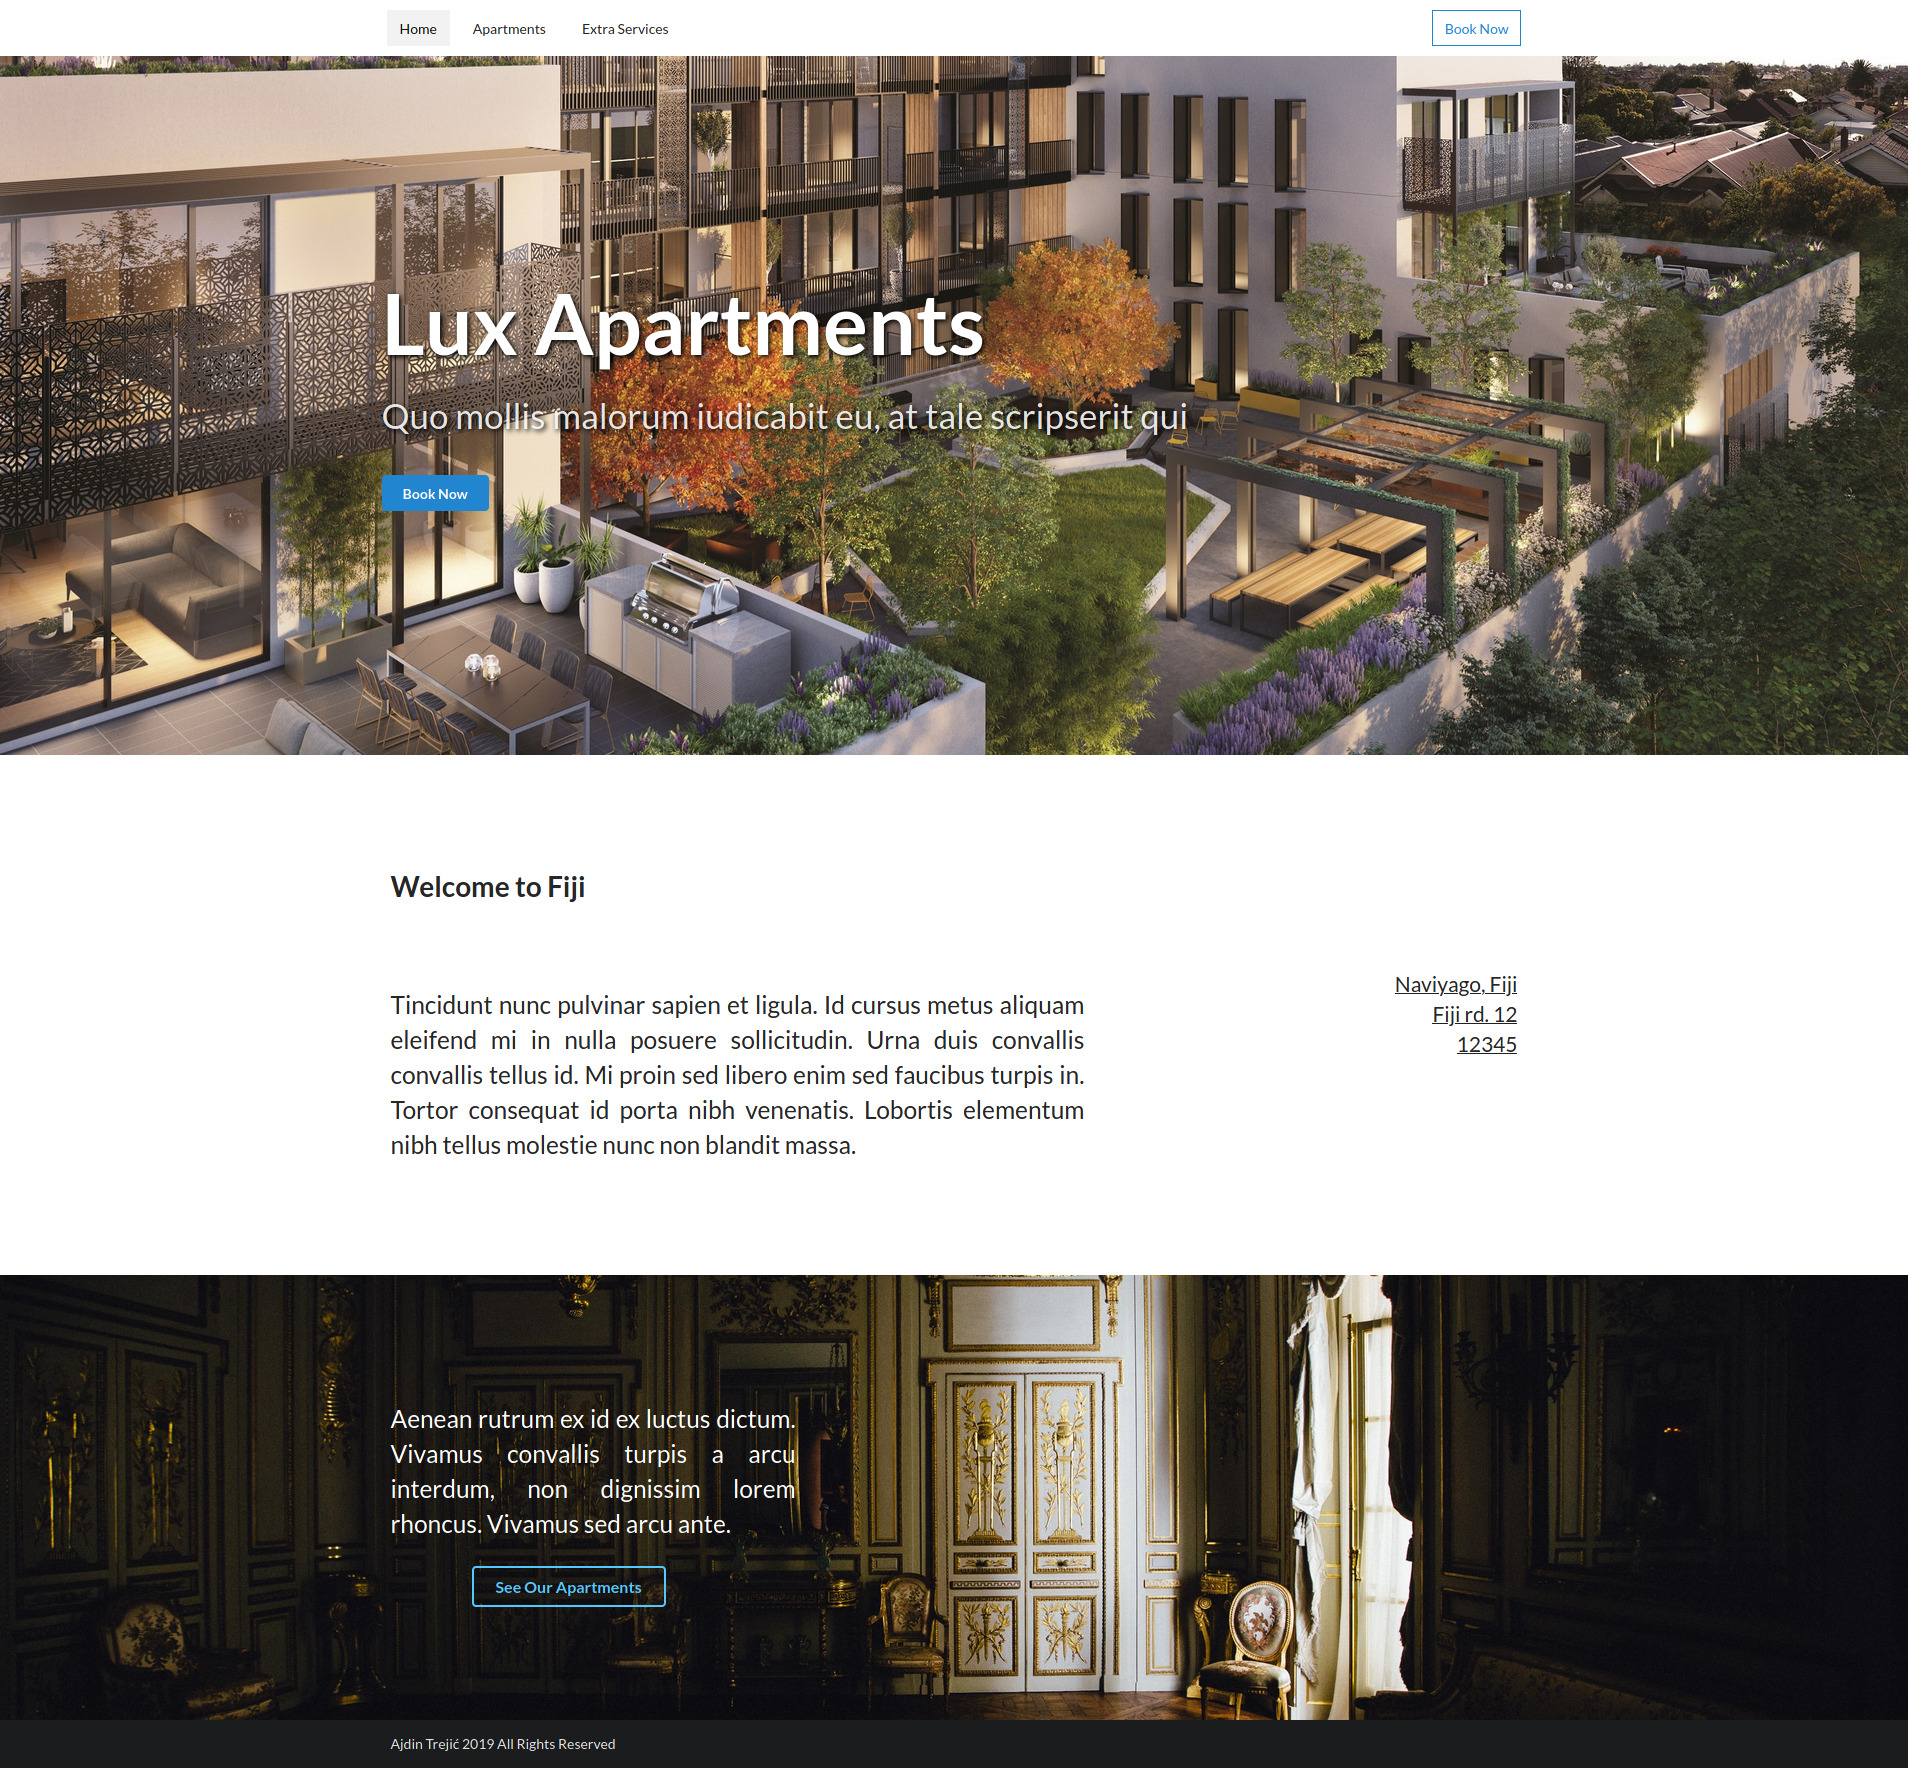 Home Apartments Extra Services Book Now
Lux Apartments
Quo mollis malorum iudicabit eu, at tale scripserit qui
Book Now
Welcome to Fiji
Tincidunt nunc pulvinar sapien et ligula. Id cursus metus aliquam
eleifend mi in nulla posuere sollicitudin. Urna duis convallis
convallis tellus id. Mi proin sed libero enim sed faucibus turpis in.
Tortor consequat id porta nibh venenatis. Lobortis elementum
nibh tellus molestie nunc non blandit massa.
Naviyago, Fiji
Fiji rd. 12
12345
Aenean rutrum ex id ex luctus dictum.
Vivamus convallis turpis a arcu
interdum, non dignissim lorem
rhoncus. Vivamus sed arcu ante.
See Our Apartments
Ajdin Trejić 2019 All Rights Reserved